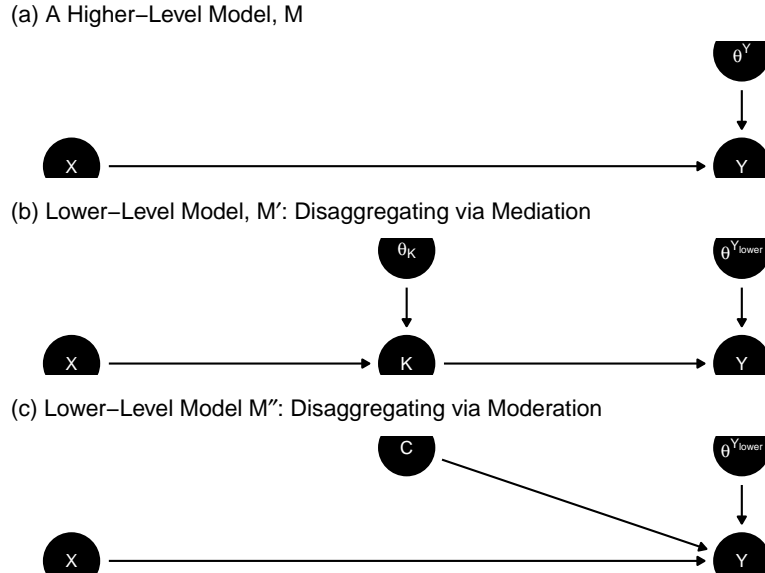 (a) A Higher–Level Model, M
θ^Y
X Y
(b) Lower–Level Model, M′: Disaggregating via Mediation
θ_K θ^Y_lower
X K Y
(c) Lower–Level Model M″: Disaggregating via Moderation
C θ^Y_lower
X Y